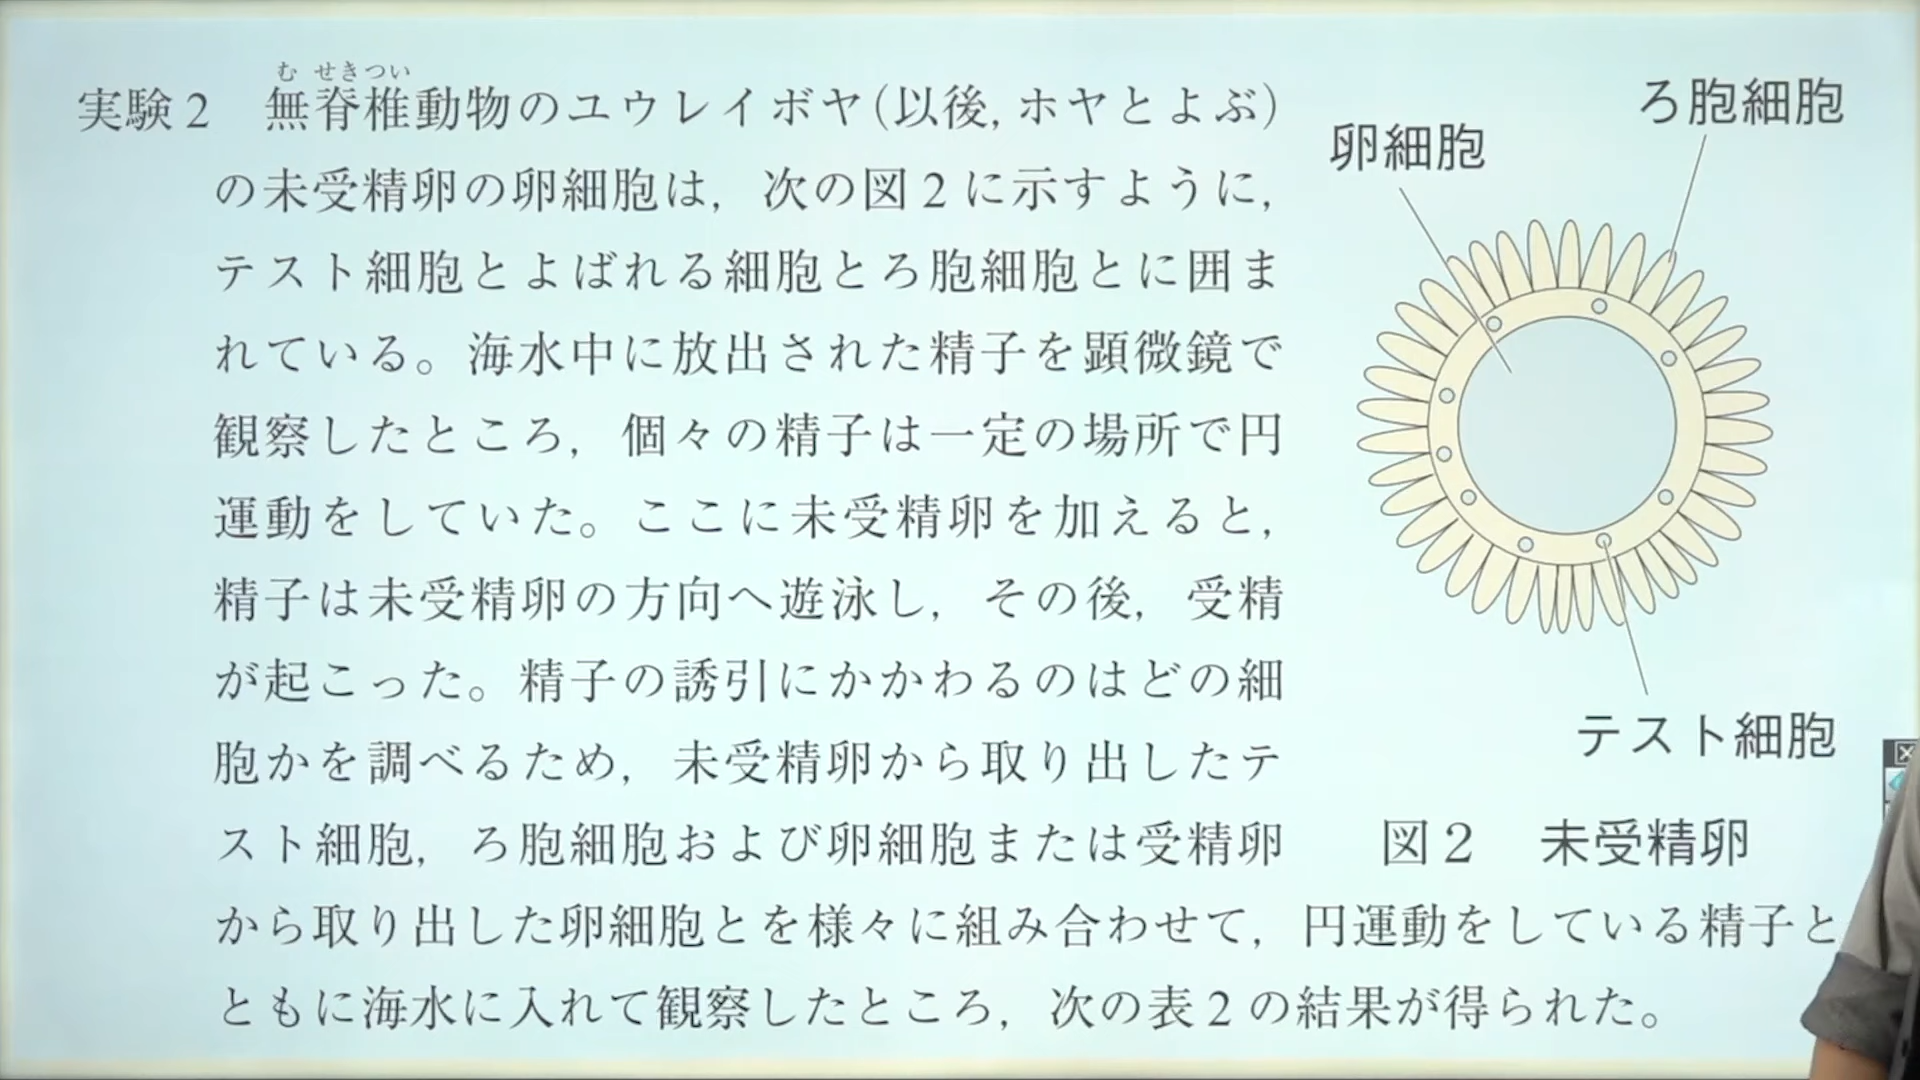 む せきつい
実験2　無脊椎動物のユウレイボヤ(以後, ホヤとよぶ)
の未受精卵の卵細胞は，次の図2に示すように，
テスト細胞とよばれる細胞とろ胞細胞とに囲ま
れている。海水中に放出された精子を顕微鏡で
観察したところ，個々の精子は一定の場所で円
運動をしていた。ここに未受精卵を加えると，
精子は未受精卵の方向へ遊泳し，その後，受精
が起こった。精子の誘引にかかわるのはどの細
胞かを調べるため，未受精卵から取り出したテ
スト細胞，ろ胞細胞および卵細胞または受精卵
から取り出した卵細胞とを様々に組み合わせて，円運動をしている精子と
ともに海水に入れて観察したところ，次の表2の結果が得られた。
ろ胞細胞
卵細胞
テスト細胞
図2　未受精卵